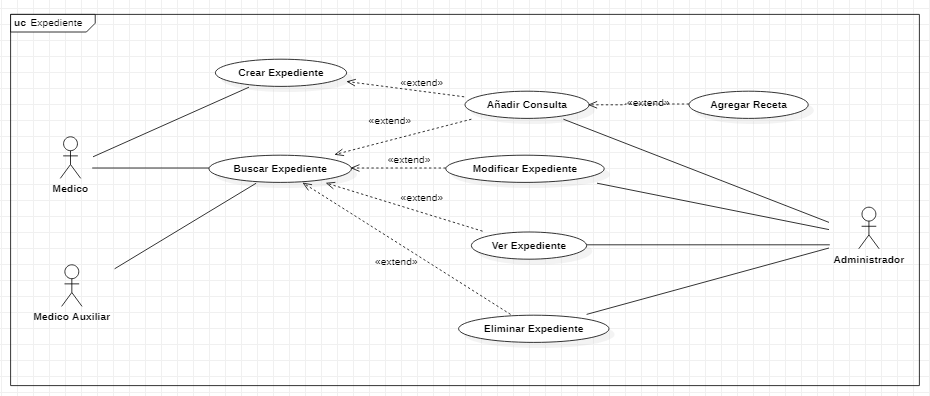 uc Expediente
Crear Expediente
«extend»
Añadir Consulta
«extend»
Agregar Receta
«extend»
Medico
Buscar Expediente
«extend»
Modificar Expediente
«extend»
Ver Expediente
Administrador
«extend»
Medico Auxiliar
Eliminar Expediente